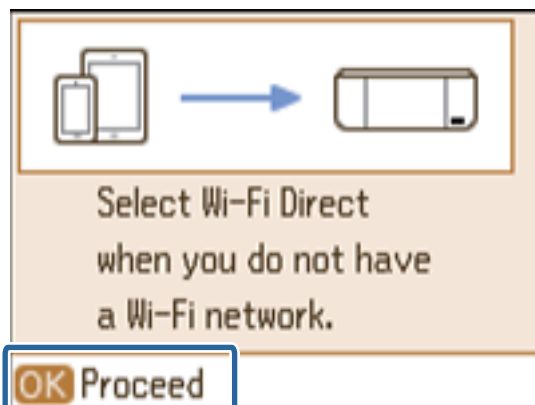 Select Wi-Fi Direct
when you do not have
a Wi-Fi network.
OK Proceed